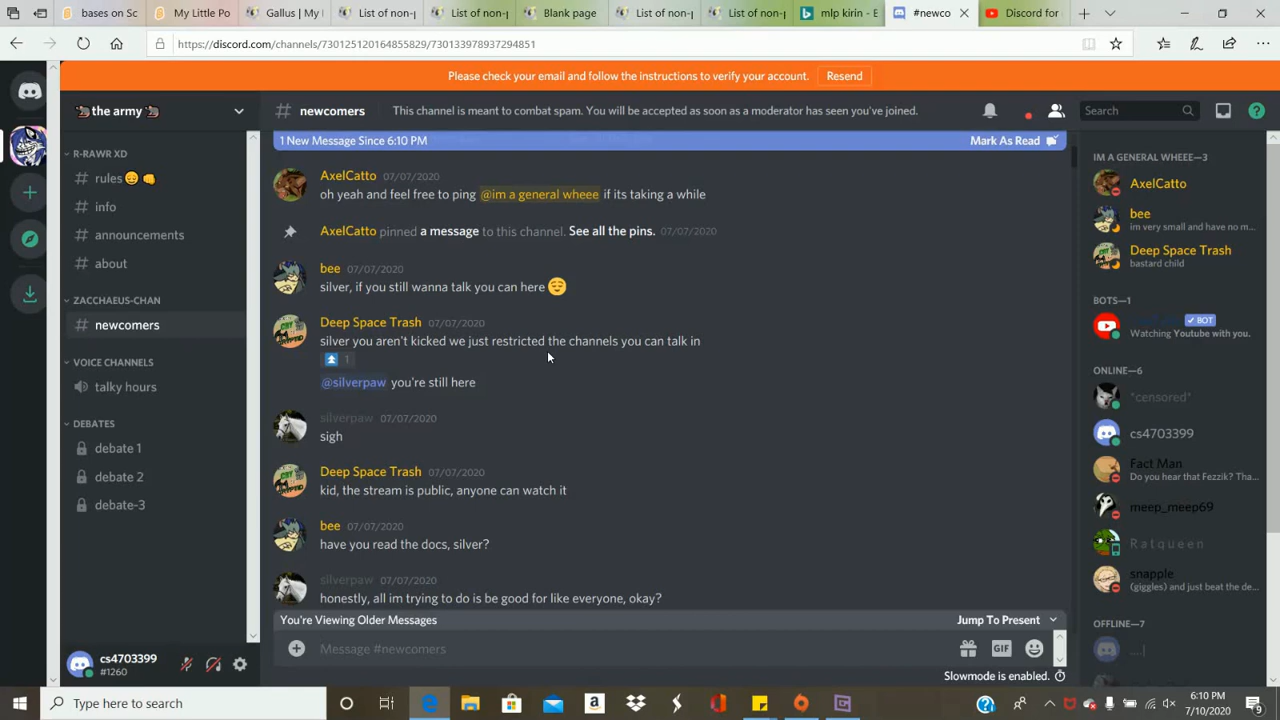 bases on Sc
My Little Po
Gallus | My l
List of non-p
List of non-p
Blank page
List of non-p
List of non-p
mlp kirin - B
#newco
Discord for
https://discord.com/channels/730125120164855829/730133978937294851
Please check your email and follow the instructions to verify your account.
Resend
the army
newcomers
This channel is meant to combat spam. You will be accepted as soon as a moderator has seen you've joined.
Search
1 New Message Since 6:10 PM
Mark As Read
R-RAWR XD
rules
info
announcements
about
ZACCHAEUS-CHAN
newcomers
VOICE CHANNELS
talky hours
DEBATES
debate 1
debate 2
debate-3
cs4703399
#1260
AxelCatto 07/07/2020
oh yeah and feel free to ping @im a general wheee if its taking a while
AxelCatto pinned a message to this channel. See all the pins. 07/07/2020
bee 07/07/2020
silver, if you still wanna talk you can here
Deep Space Trash 07/07/2020
silver you aren't kicked we just restricted the channels you can talk in
1
@silverpaw you're still here
silverpaw 07/07/2020
sigh
Deep Space Trash 07/07/2020
kid, the stream is public, anyone can watch it
bee 07/07/2020
have you read the docs, silver?
silverpaw 07/07/2020
honestly, all im trying to do is be good for like everyone, okay?
You're Viewing Older Messages
Jump To Present
Message #newcomers
GIF
Slowmode is enabled.
IM A GENERAL WHEEE—3
AxelCatto
bee
im very small and have no m...
Deep Space Trash
bastard child
BOTS—1
BOT
Watching Youtube with you.
ONLINE—6
*censored*
cs4703399
Fact Man
Do you hear that Fezzik? Tha...
meep_meep69
Ratqueen
snapple
(giggles) and just beat the de...
OFFLINE—7
Type here to search
6:10 PM
7/10/2020